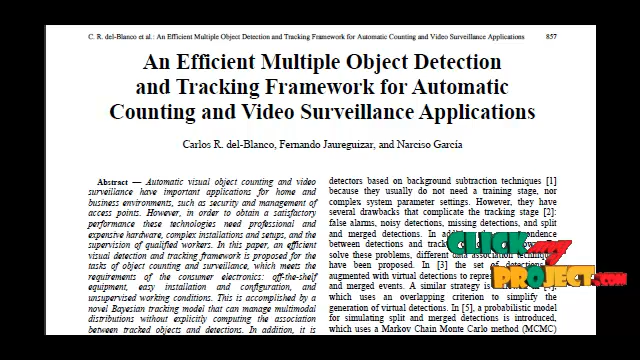 C. R. del-Blanco et al.: An Efficient Multiple Object Detection and Tracking Framework for Automatic Counting and Video Surveillance Applications 857
An Efficient Multiple Object Detection
and Tracking Framework for Automatic
Counting and Video Surveillance Applications
Carlos R. del-Blanco, Fernando Jaureguizar, and Narciso García
Abstract — Automatic visual object counting and video
surveillance have important applications for home and
business environments, such as security and management of
access points. However, in order to obtain a satisfactory
performance these technologies need professional and
expensive hardware, complex installations and setups, and the
supervision of qualified workers. In this paper, an efficient
visual detection and tracking framework is proposed for the
tasks of object counting and surveillance, which meets the
requirements of the consumer electronics: off-the-shelf
equipment, easy installation and configuration, and
unsupervised working conditions. This is accomplished by a
novel Bayesian tracking model that can manage multimodal
distributions without explicitly computing the association
between tracked objects and detections. In addition, it is
detectors based on background subtraction techniques [1]
because they usually do not need a training stage, nor
complex system parameter settings. However, they have
several drawbacks that complicate the tracking stage [2]:
false alarms, noisy detections, missing detections, and split
and merged detections. In
between detections and
solve these problems, different data association
have been proposed. In [3] the set of
augmented with virtual detections to
and merged events. A similar strategy is
which uses an overlapping criterion to simplify the
generation of virtual detections. In [5], a probabilistic model
for simulating split and merged detections is introduced,
which uses a Markov Chain Monte Carlo method (MCMC)
CLICK my
PROJECT.COM